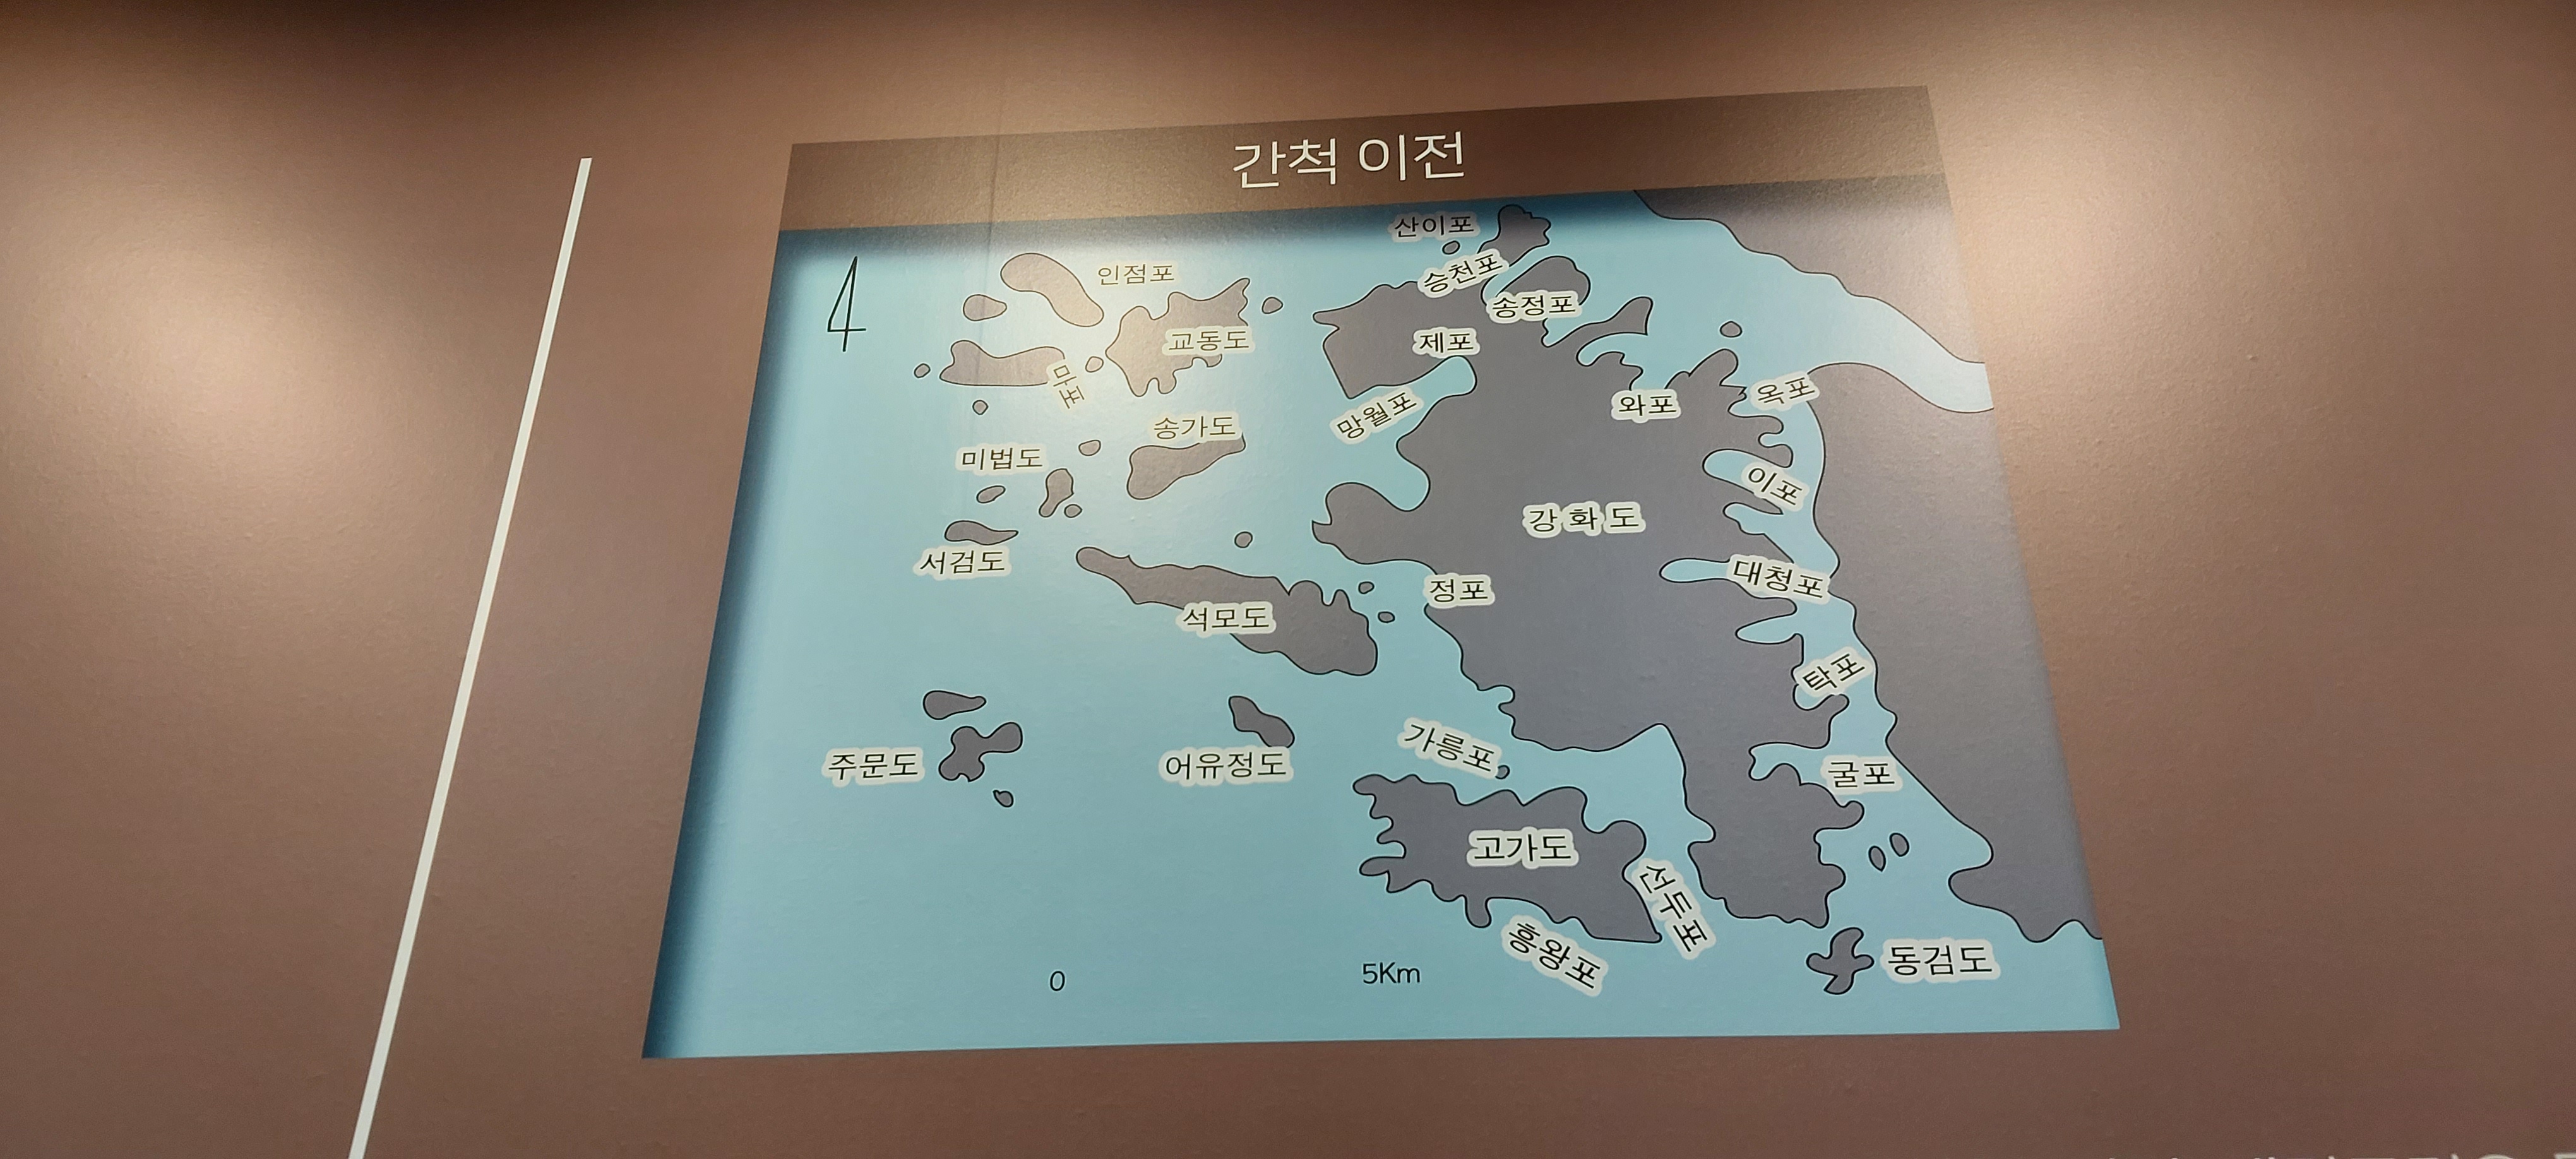 간척 이전
산이포
인점포
승천포
송정포
교동도
제포
무포
옥포
와포
망월포
송가도
미법도
이포
강화도
서검도
대청포
정포
석모도
탁포
가릉포
주문도
어유정도
굴포
고가도
선두포
흥왕포
동검도
0
5Km